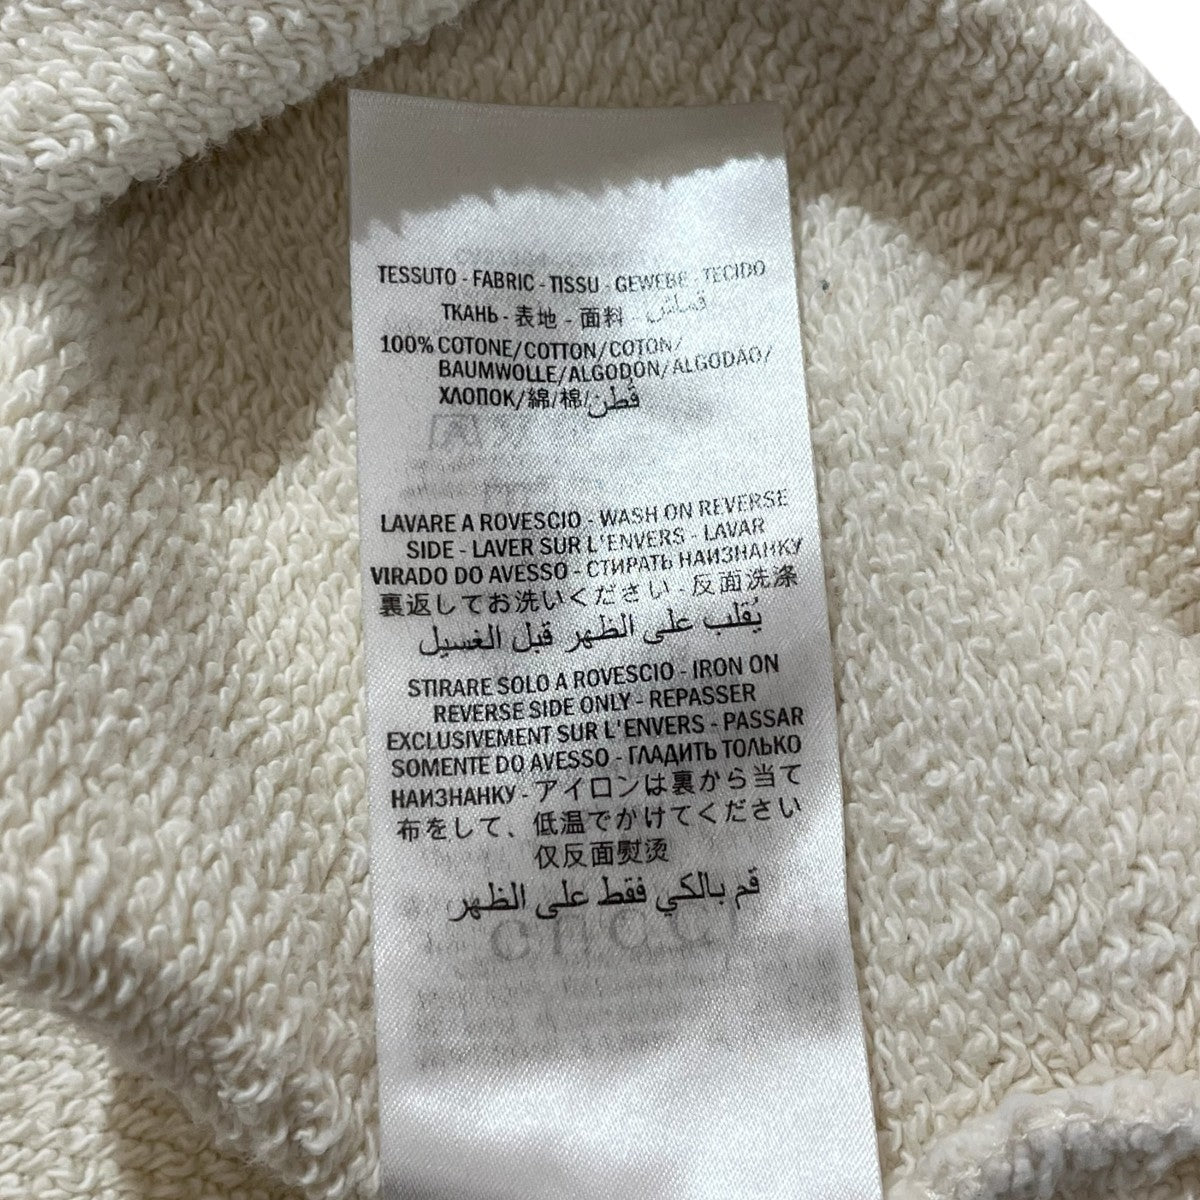 TESSUTO - FABRIC - TISSU - GEWEBE - TECIDO
ТКАНЬ - 表地 - 面料 - قماش
100% COTONE/COTTON/COTON/
BAUMWOLLE/ALGODON/ALGODÃO/
ХЛОПОК/綿/棉/قطن
LAVARE A ROVESCIO - WASH ON REVERSE
SIDE - LAVER SUR L'ENVERS - LAVAR
VIRADO DO AVESSO - СТИРАТЬ НАИЗНАНКУ
裏返してお洗いください - 反面洗涤
يُقلب على الظهر قبل الغسيل
STIRARE SOLO A ROVESCIO - IRON ON
REVERSE SIDE ONLY - REPASSER
EXCLUSIVEMENT SUR L'ENVERS - PASSAR
SOMENTE DO AVESSO - ГЛАДИТЬ ТОЛЬКО
НАИЗНАНКУ - アイロンは裏から当て
布をして、低温でかけてください
仅反面熨烫
قم بالكي فقط على الظهر